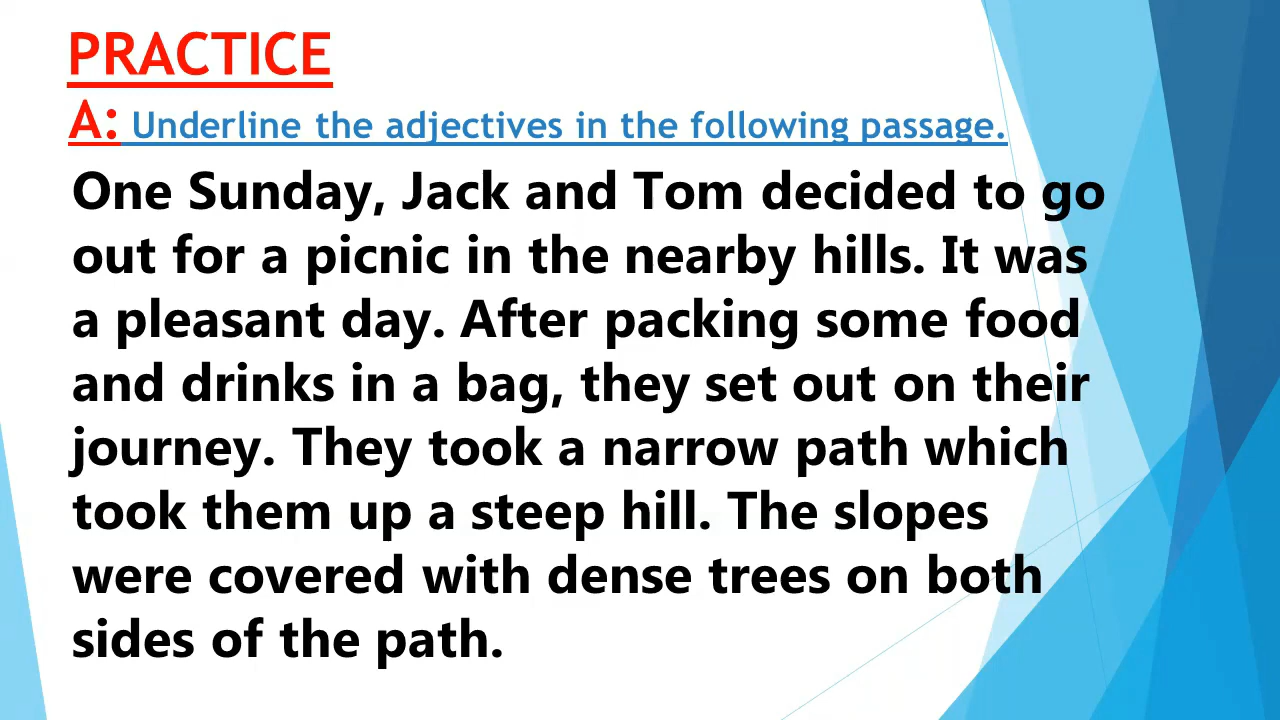 PRACTICE
A: Underline the adjectives in the following passage.
One Sunday, Jack and Tom decided to go
out for a picnic in the nearby hills. It was
a pleasant day. After packing some food
and drinks in a bag, they set out on their
journey. They took a narrow path which
took them up a steep hill. The slopes
were covered with dense trees on both
sides of the path.